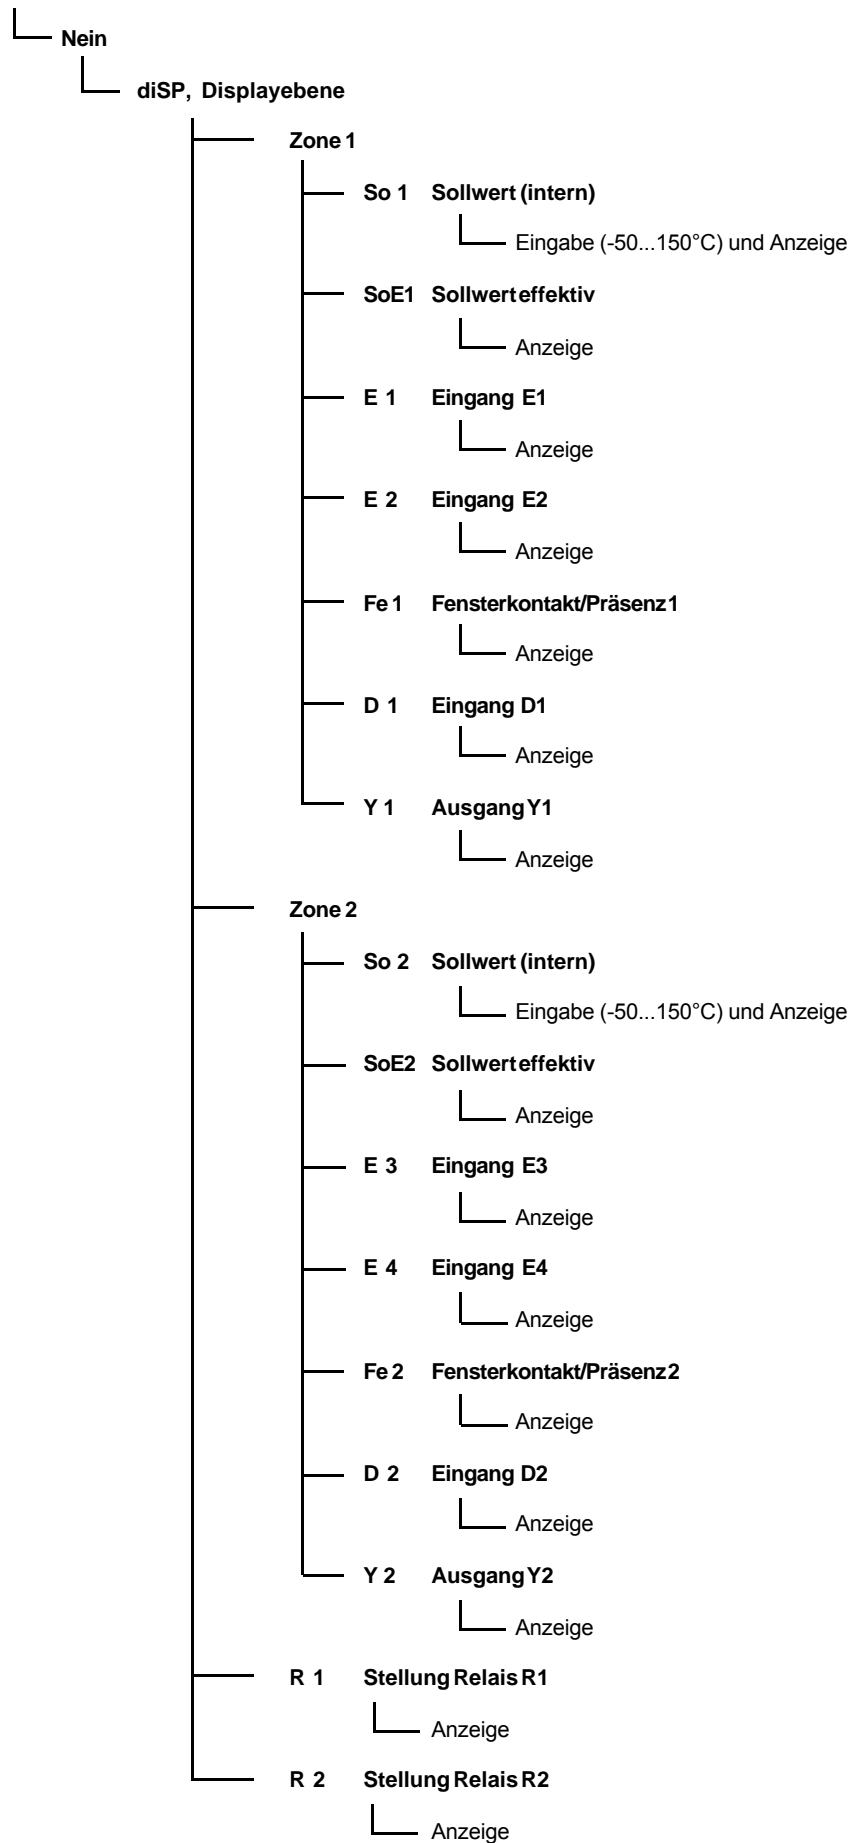 Nein
diSP, Displayebene
Zone 1
So 1 Sollwert (intern)
Eingabe (-50...150°C) und Anzeige
SoE1 Sollwert effektiv
Anzeige
E 1 Eingang E1
Anzeige
E 2 Eingang E2
Anzeige
Fe 1 Fensterkontakt/Präsenz 1
Anzeige
D 1 Eingang D1
Anzeige
Y 1 Ausgang Y1
Anzeige
Zone 2
So 2 Sollwert (intern)
Eingabe (-50...150°C) und Anzeige
SoE2 Sollwert effektiv
Anzeige
E 3 Eingang E3
Anzeige
E 4 Eingang E4
Anzeige
Fe 2 Fensterkontakt/Präsenz 2
Anzeige
D 2 Eingang D2
Anzeige
Y 2 Ausgang Y2
Anzeige
R 1 Stellung Relais R1
Anzeige
R 2 Stellung Relais R2
Anzeige